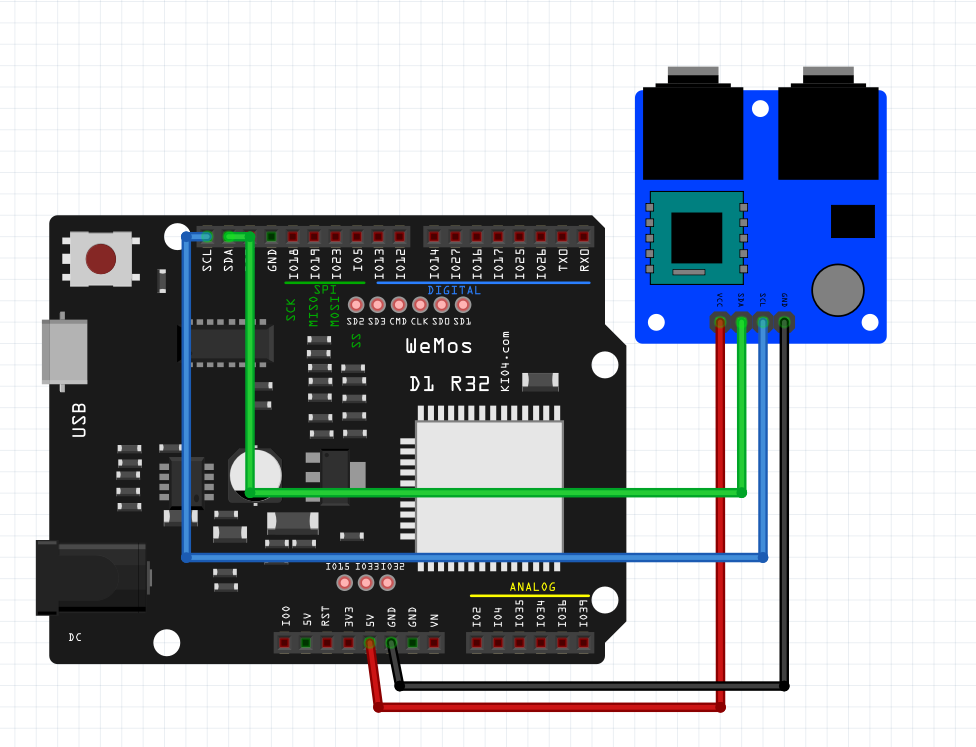 SCL
SDA
GND
IO18
IO19
IO23
IO5
IO13
IO12
IO14
IO27
IO16
IO17
IO25
IO26
TXD
RXD
SPI
DIGITAL
SCK
MISO
MOSI
SS
SD2 SD3 CMD CLK SD0 SD1
WeMos
D1 R32
KIO4.com
USB
VCC
SDA
SCL
GND
IO15 IO33 IO32
ANALOG
IO0
5V
RST
3V3
5V
GND
GND
VN
IO2
IO4
IO35
IO34
IO36
IO39
DC